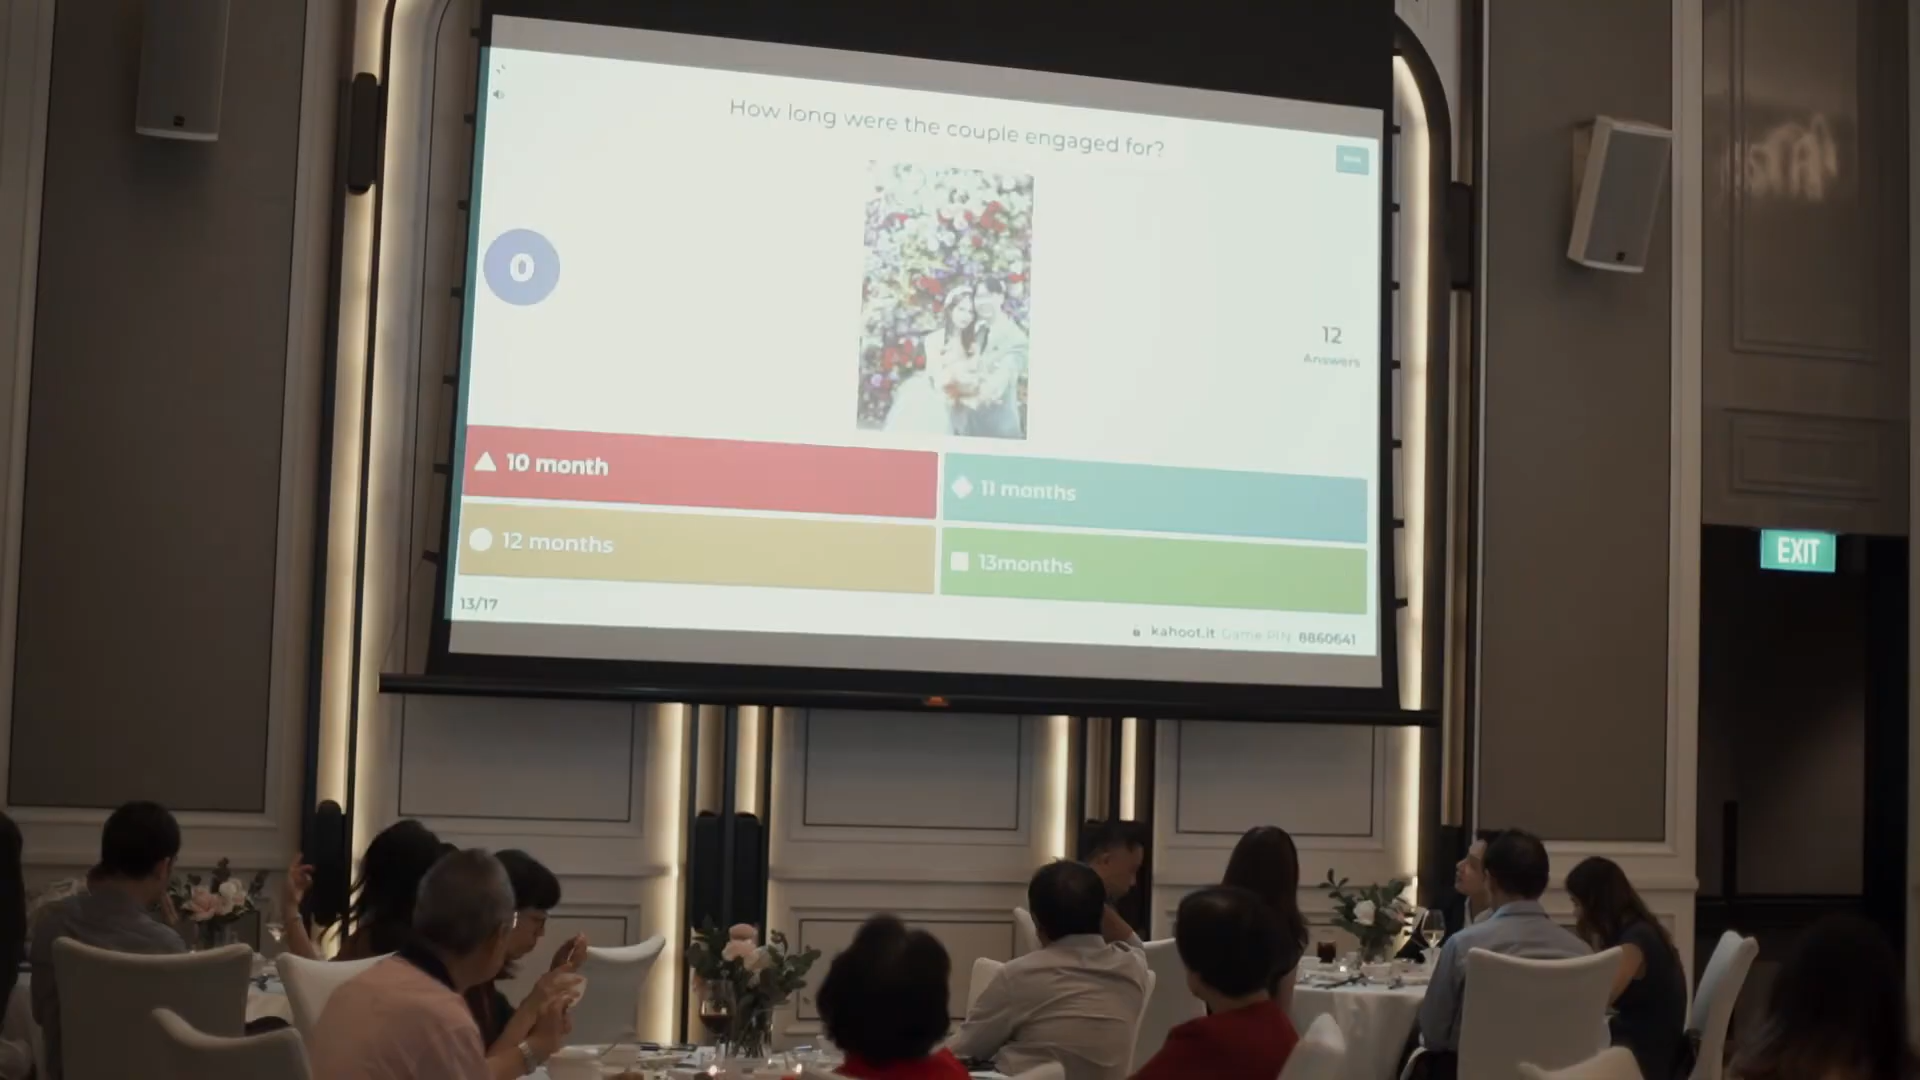 How long were the couple engaged for?
0
12
Answers
10 month
11 months
12 months
13months
13/17
kahoot.it Game PIN: 8860641
EXIT